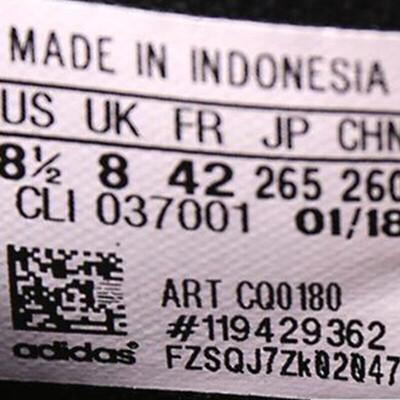 MADE IN INDONESIA
US UK FR JP CHN
8½ 8 42 265 260
CLI 037001 01/18
ART CQ0180
#119429362
adidas® FZSQJ7Zk02047